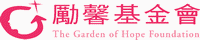 勵馨基金會
The Garden of Hope Foundation